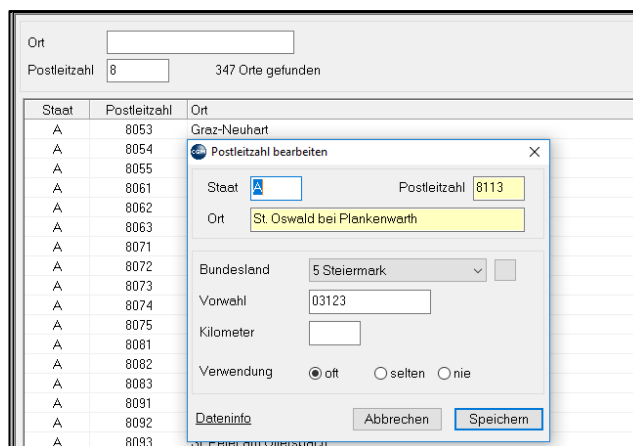 Ort
Postleitzahl 8 347 Orte gefunden
Staat Postleitzahl Ort
A 8053 Graz-Neuhart
A 8054
A 8055
A 8061
A 8062
A 8063
A 8071
A 8072
A 8073
A 8074
A 8075
A 8081
A 8082
A 8083
A 8091
A 8092
A 8093
CGM Postleitzahl bearbeiten
Staat A Postleitzahl 8113
Ort St. Oswald bei Plankenwarth
Bundesland 5 Steiermark
Vorwahl 03123
Kilometer
Verwendung oft selten nie
Dateninfo Abbrechen Speichern